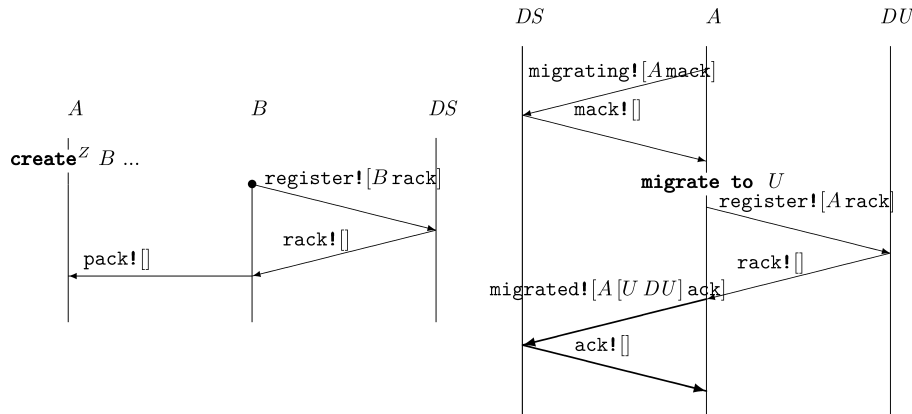 A B DS
create^Z B ...
register![B rack]
rack![]
pack![]
DS A DU
migrating![A mack]
mack![]
migrate to U
register![A rack]
rack![]
migrated![A [U DU] ack]
ack![]